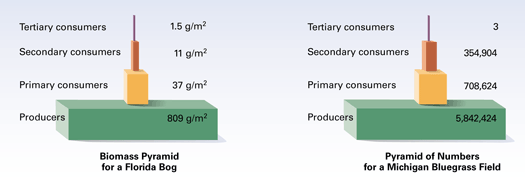 Tertiary consumers 1.5 g/m²
Secondary consumers 11 g/m²
Primary consumers 37 g/m²
Producers 809 g/m²
Biomass Pyramid
for a Florida Bog
Tertiary consumers 3
Secondary consumers 354,904
Primary consumers 708,624
Producers 5,842,424
Pyramid of Numbers
for a Michigan Bluegrass Field